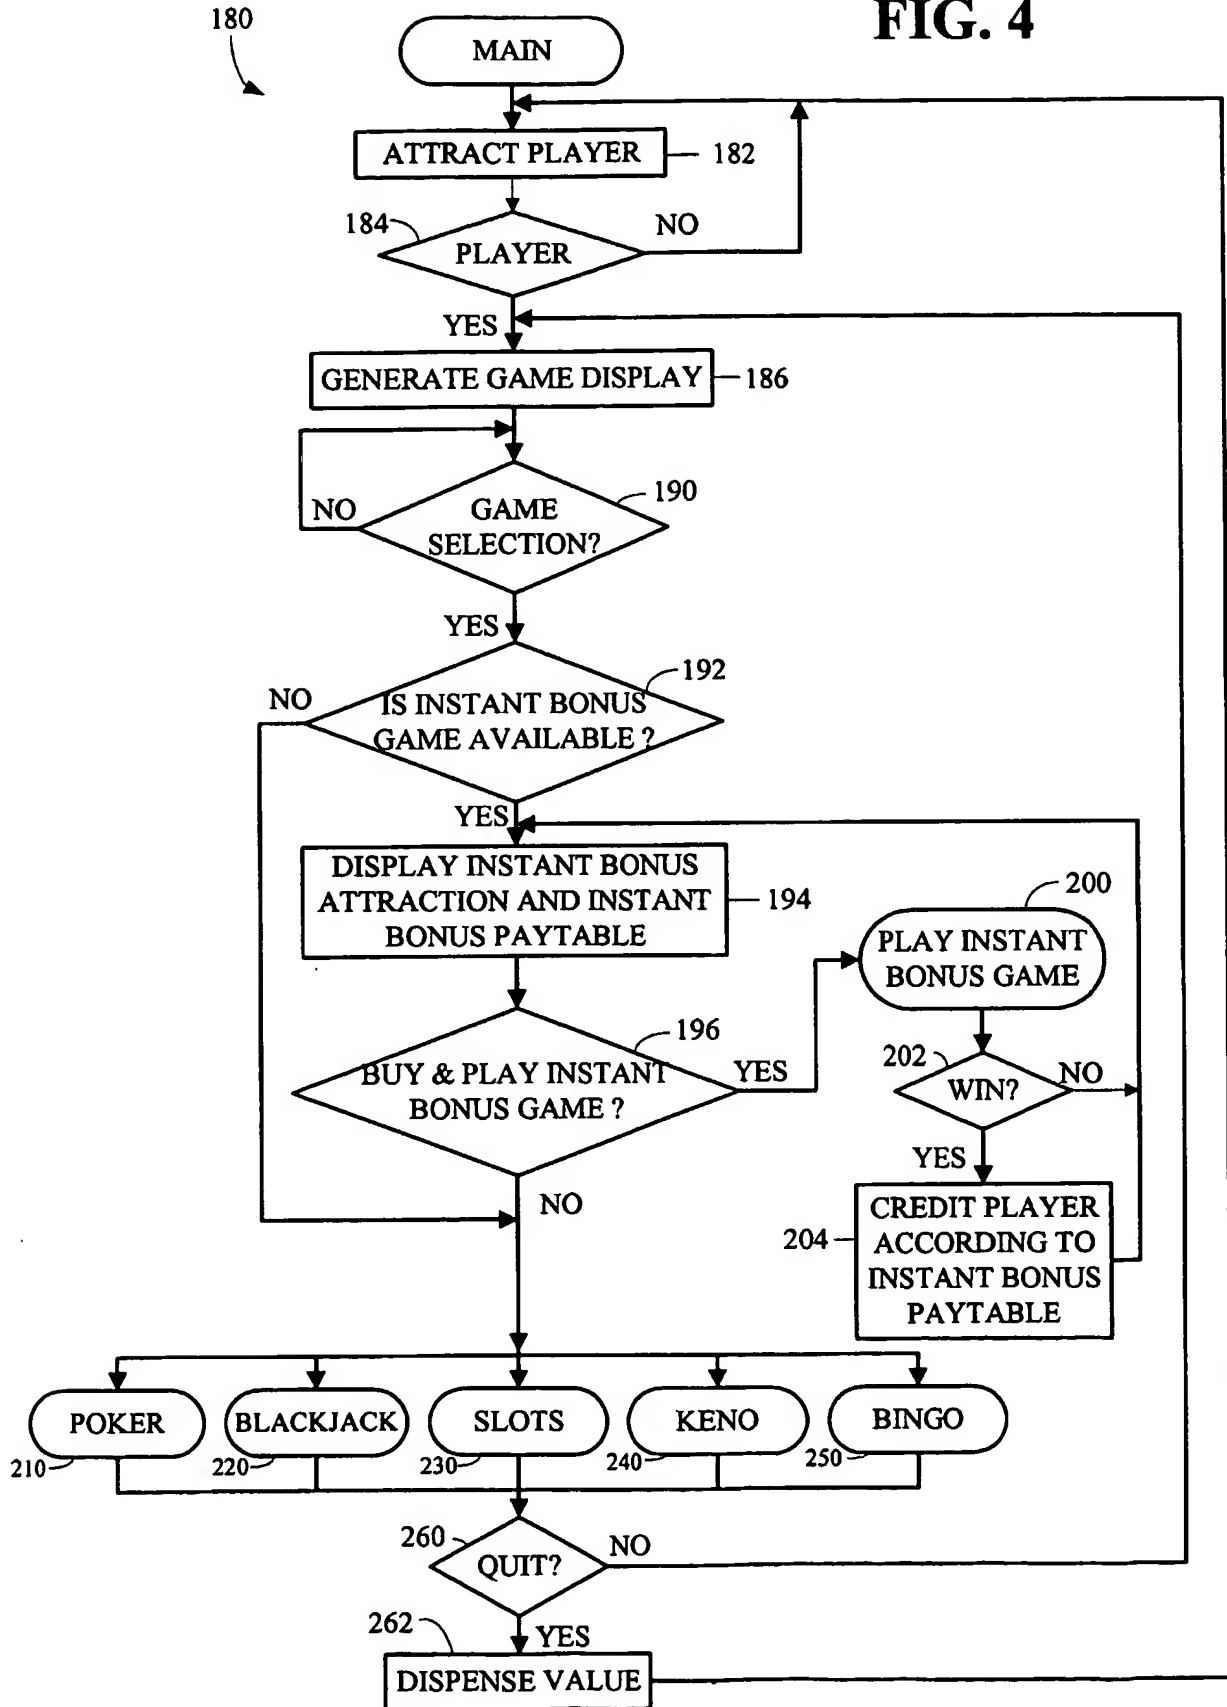 180
FIG. 4
MAIN
ATTRACT PLAYER
182
184
PLAYER
NO
YES
GENERATE GAME DISPLAY
186
NO
GAME
SELECTION?
190
YES
192
NO
IS INSTANT BONUS
GAME AVAILABLE ?
YES
DISPLAY INSTANT BONUS
ATTRACTION AND INSTANT
BONUS PAYTABLE
194
200
PLAY INSTANT
BONUS GAME
196
BUY & PLAY INSTANT
BONUS GAME ?
YES
202
WIN?
NO
YES
NO
204
CREDIT PLAYER
ACCORDING TO
INSTANT BONUS
PAYTABLE
POKER
BLACKJACK
SLOTS
KENO
BINGO
210
220
230
240
250
260
QUIT?
NO
262
YES
DISPENSE VALUE